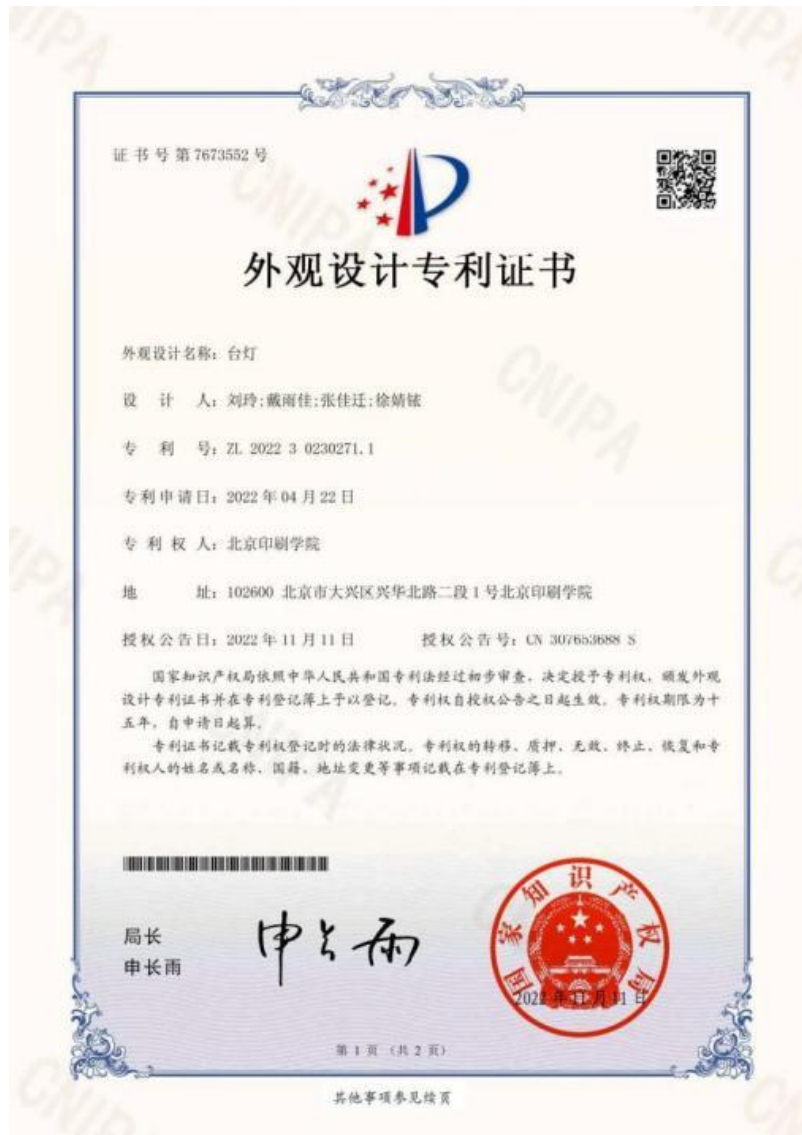 证书号第7673552号
外观设计专利证书
外观设计名称：台灯
设 计 人：刘玲;戴雨佳;张佳迁;徐婧铱
专 利 号：ZL 2022 3 0230271.1
专利申请日：2022年04月22日
专 利 权 人：北京印刷学院
地 址：102600 北京市大兴区兴华北路二段1号北京印刷学院
授权公告日：2022年11月11日 授权公告号：CN 307653688 S
国家知识产权局依照中华人民共和国专利法经过初步审查，决定授予专利权，颁发外观
设计专利证书并在专利登记簿上予以登记。专利权自授权公告之日起生效。专利权期限为十
五年，自申请日起算。
专利证书记载专利权登记时的法律状况。专利权的转移、质押、无效、终止、恢复和专
利权人的姓名或名称、国籍、地址变更等事项记载在专利登记簿上。
局长
申长雨
申长雨
国家知识产权局
2022年11月11日
第 1 页 (共 2 页)
其他事项参见续页
CNIPA
CNIPA
CNIPA
CNIPA